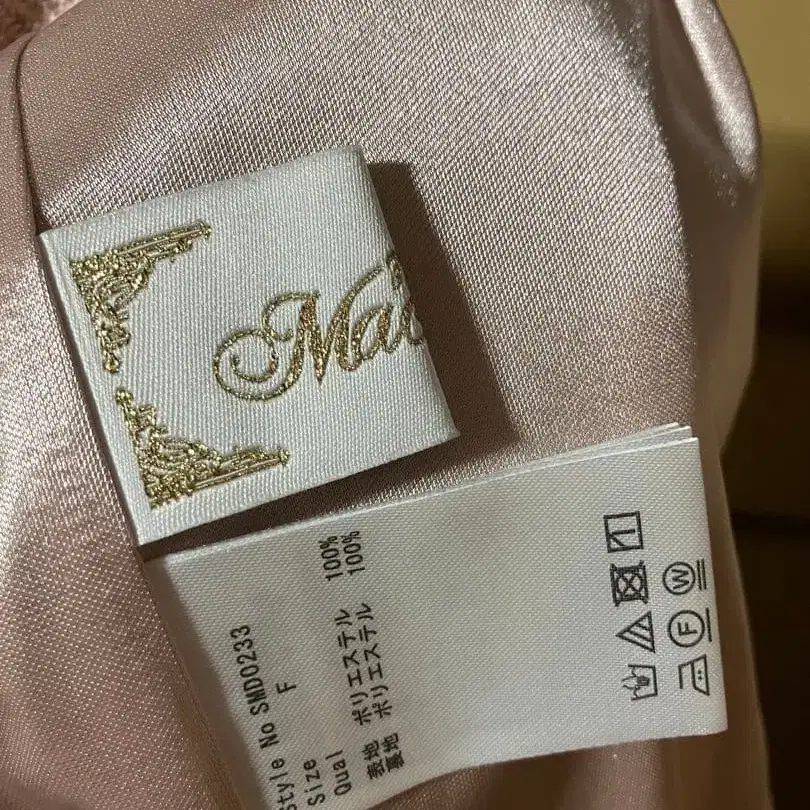 Style No SMD0233
Size F
Qual
表地 ポリエステル 100%
裏地 ポリエステル 100%
W
F